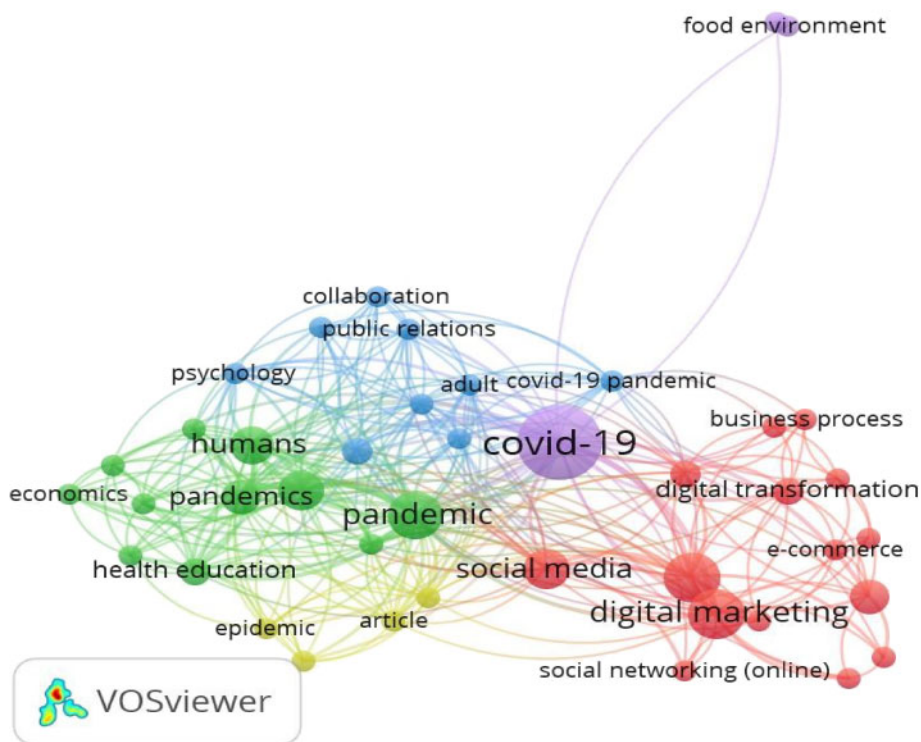 food environment
collaboration
public relations
psychology
adult
covid-19 pandemic
business process
humans
covid-19
economics
pandemics
digital transformation
pandemic
e-commerce
health education
social media
digital marketing
epidemic
article
social networking (online)
VOSviewer